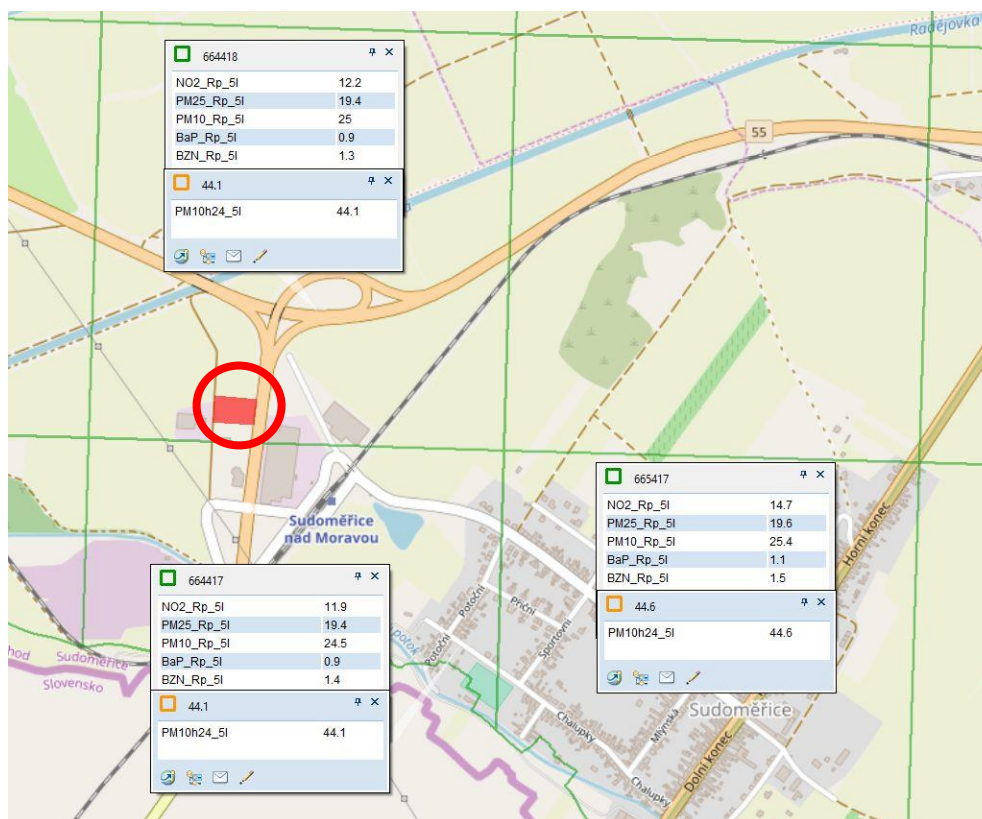 Radějovka
664418
NO2_Rp_5l 12.2
PM25_Rp_5l 19.4
PM10_Rp_5l 25
BaP_Rp_5l 0.9
BZN_Rp_5l 1.3
44.1
PM10h24_5l 44.1
55
Sudoměřice
nad Moravou
665417
NO2_Rp_5l 14.7
PM25_Rp_5l 19.6
PM10_Rp_5l 25.4
BaP_Rp_5l 1.1
BZN_Rp_5l 1.5
44.6
PM10h24_5l 44.6
Horní konec
664417
NO2_Rp_5l 11.9
PM25_Rp_5l 19.4
PM10_Rp_5l 24.5
BaP_Rp_5l 0.9
BZN_Rp_5l 1.4
44.1
PM10h24_5l 44.1
Potoční
Příční
Sportovní
potok
Potoční
Sudoměřice
Slovensko
Chalupky
Mlýnská
Sudoměřice
Dolní konec
Chalupky